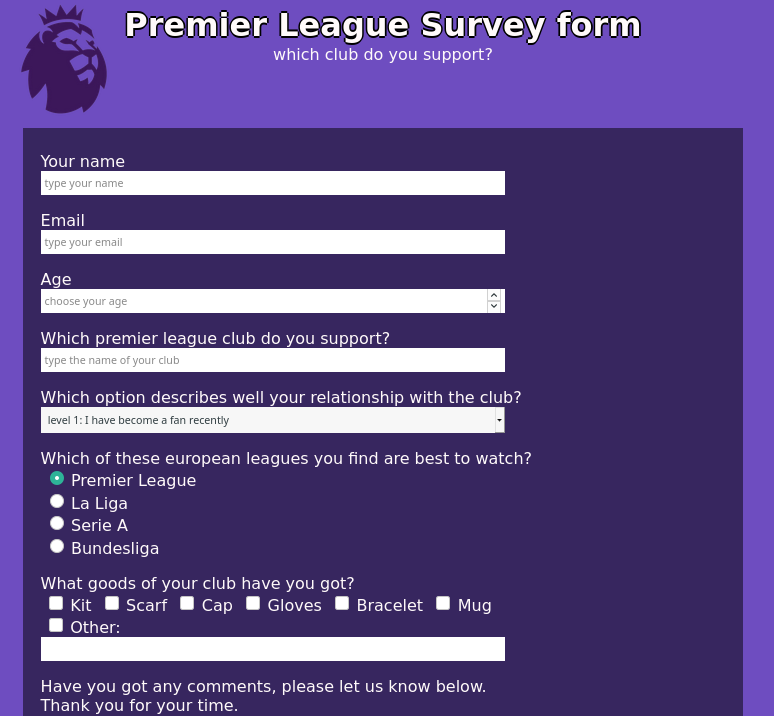 Premier League Survey form
which club do you support?
Your name
type your name
Email
type your email
Age
choose your age
Which premier league club do you support?
type the name of your club
Which option describes well your relationship with the club?
level 1: I have become a fan recently
Which of these european leagues you find are best to watch?
Premier League
La Liga
Serie A
Bundesliga
What goods of your club have you got?
Kit Scarf Cap Gloves Bracelet Mug
Other:
Have you got any comments, please let us know below.
Thank you for your time.